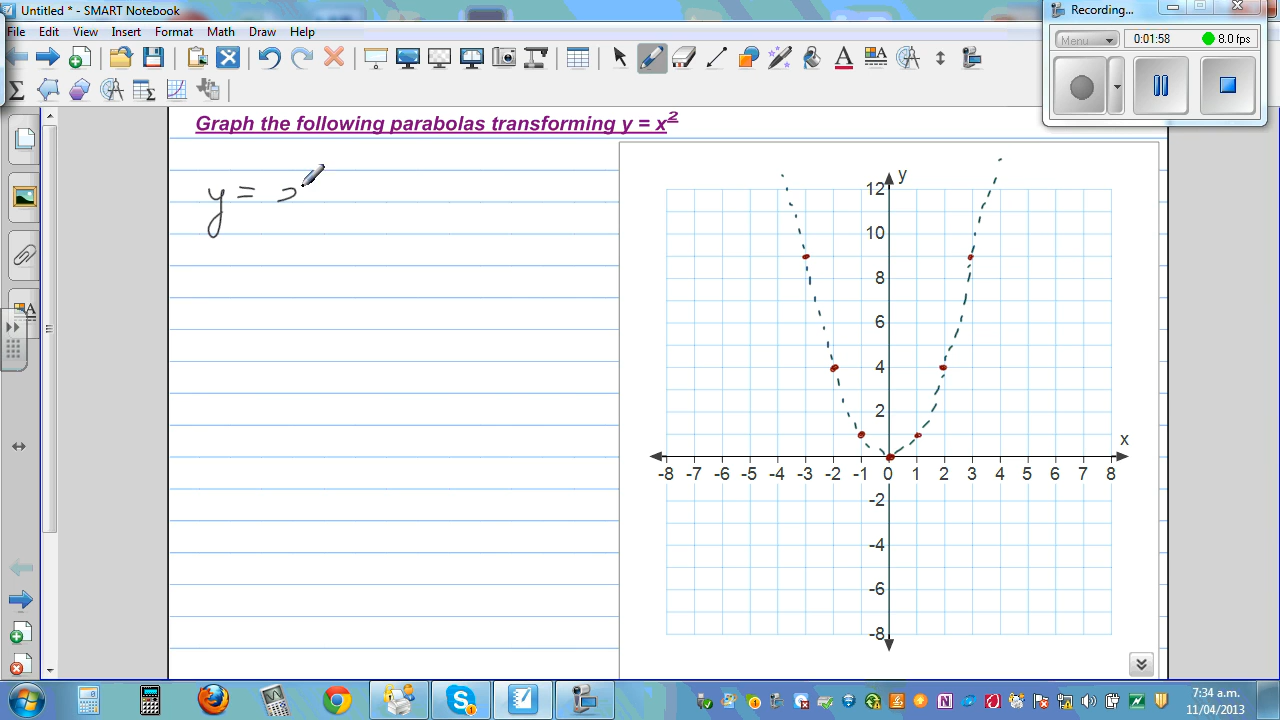 Untitled * - SMART Notebook
File Edit View Insert Format Math Draw Help
Recording...
Menu 0:01:58 8.0 fps
Graph the following parabolas transforming y = x²
y =
y
12
10
8
6
4
2
x
-8 -7 -6 -5 -4 -3 -2 -1 0 1 2 3 4 5 6 7 8
-2
-4
-6
-8
7:34 a.m.
11/04/2013